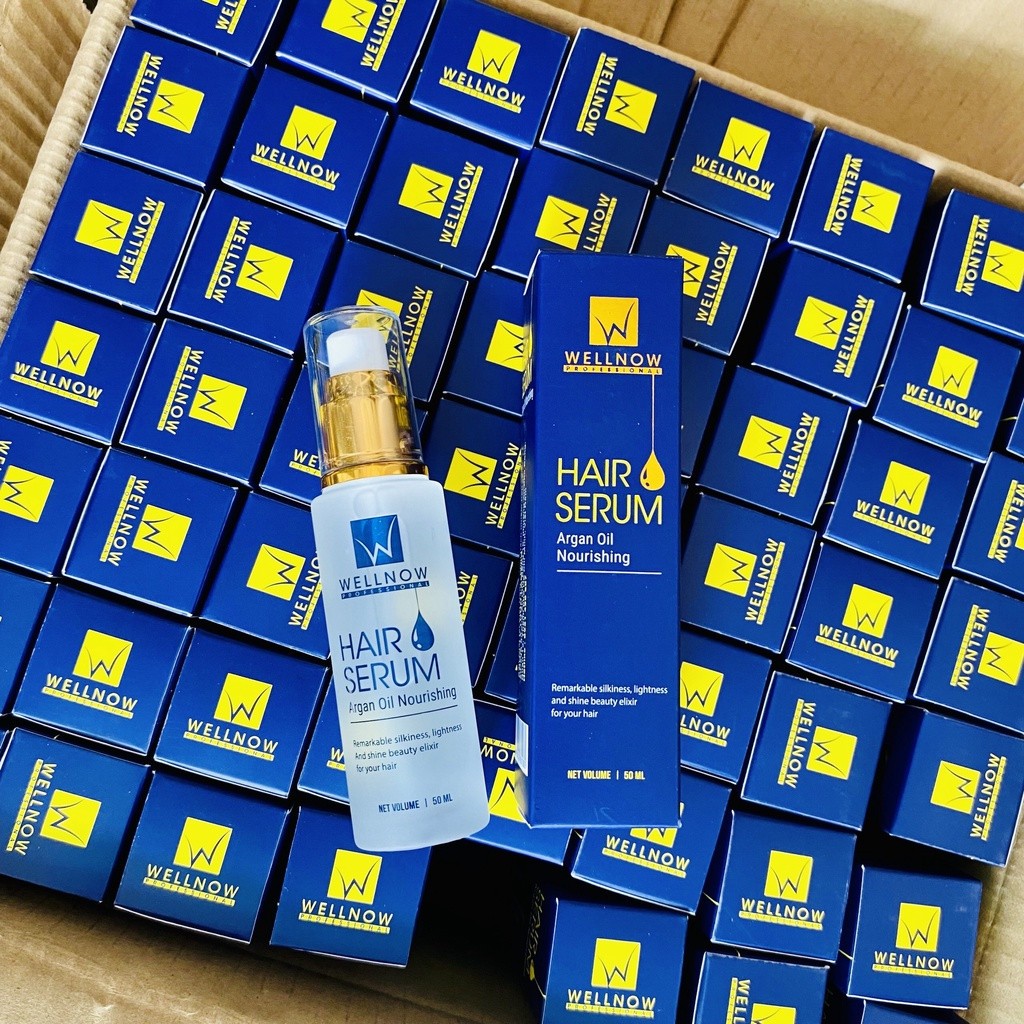 WELLNOW
PROFESSIONAL
HAIR
SERUM
Argan Oil Nourishing
Remarkable silkiness, lightness
And shine beauty elixir
for your hair
NET VOLUME | 50 ML
WELLNOW
PROFESSIONAL
HAIR
SERUM
Argan Oil
Nourishing
Remarkable silkiness, lightness
and shine beauty elixir
for your hair
NET VOLUME | 50 ML
WELLNOW
PROFESSIONAL